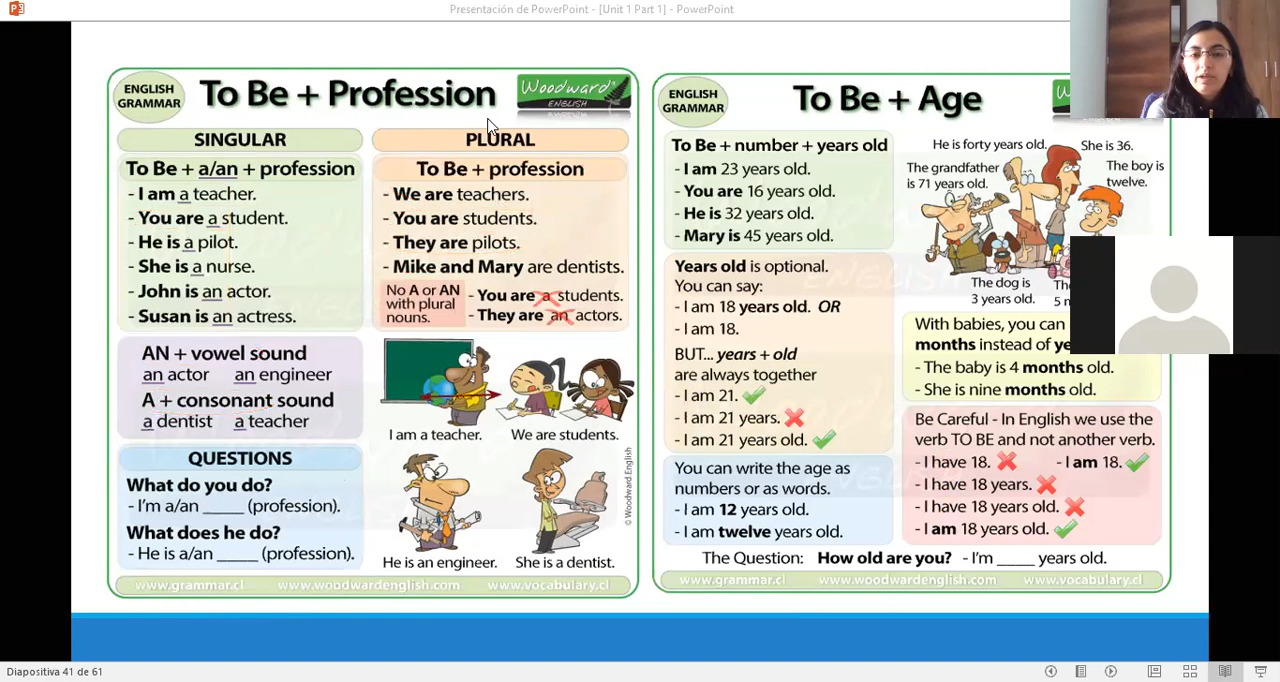 Presentación de PowerPoint - [Unit 1 Part 1] - PowerPoint
ENGLISH
GRAMMAR
To Be + Profession
Woodward
ENGLISH
SINGULAR
To Be + a/an + profession
- I am a teacher.
- You are a student.
- He is a pilot.
- She is a nurse.
- John is an actor.
- Susan is an actress.
PLURAL
To Be + profession
- We are teachers.
- You are students.
- They are pilots.
- Mike and Mary are dentists.
No A or AN
with plural
nouns.
- You are a students.
- They are an actors.
AN + vowel sound
an actor an engineer
A + consonant sound
a dentist a teacher
QUESTIONS
What do you do?
- I'm a/an _____ (profession).
What does he do?
- He is a/an _____ (profession).
I am a teacher.
We are students.
He is an engineer.
She is a dentist.
© Woodward English
www.grammar.cl www.woodwardenglish.com www.vocabulary.cl
ENGLISH
GRAMMAR
To Be + Age
To Be + number + years old
- I am 23 years old.
- You are 16 years old.
- He is 32 years old.
- Mary is 45 years old.
He is forty years old.
She is 36.
The grandfather
is 71 years old.
The boy is
twelve.
The dog is
3 years old.
Years old is optional.
You can say:
- I am 18 years old. OR
- I am 18.
BUT... years + old
are always together
- I am 21.
- I am 21 years.
- I am 21 years old.
With babies, you can
months instead of
- The baby is 4 months old.
- She is nine months old.
You can write the age as
numbers or as words.
- I am 12 years old.
- I am twelve years old.
Be Careful - In English we use the
verb TO BE and not another verb.
- I have 18. - I am 18.
- I have 18 years.
- I have 18 years old.
- I am 18 years old.
The Question: How old are you? - I'm ____ years old.
www.grammar.cl www.woodwardenglish.com www.vocabulary.cl
Diapositiva 41 de 61